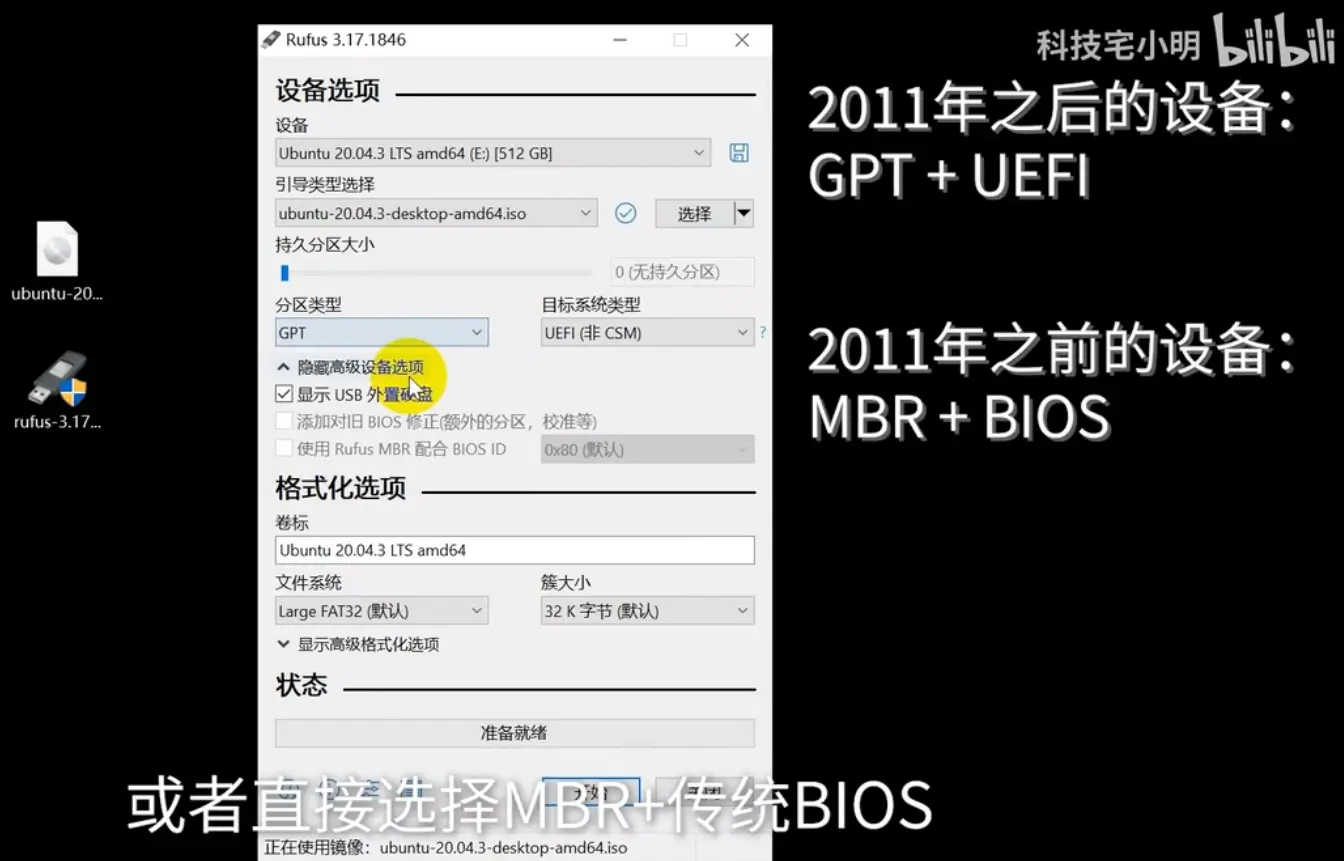 Rufus 3.17.1846
科技宅小明 bilibili
设备选项
设备
Ubuntu 20.04.3 LTS amd64 (E:) [512 GB]
引导类型选择
ubuntu-20.04.3-desktop-amd64.iso
选择
持久分区大小
0 (无持久分区)
分区类型
目标系统类型
GPT
UEFI (非 CSM)
?
隐藏高级设备选项
显示 USB 外置硬盘
添加对旧 BIOS 修正(额外的分区，校准等)
使用 Rufus MBR 配合 BIOS ID
0x80 (默认)
格式化选项
卷标
Ubuntu 20.04.3 LTS amd64
文件系统
簇大小
Large FAT32 (默认)
32 K 字节 (默认)
显示高级格式化选项
状态
准备就绪
开始
关闭
正在使用镜像：ubuntu-20.04.3-desktop-amd64.iso
ubuntu-20...
rufus-3.17...
2011年之后的设备：
GPT + UEFI
2011年之前的设备：
MBR + BIOS
或者直接选择MBR+传统BIOS